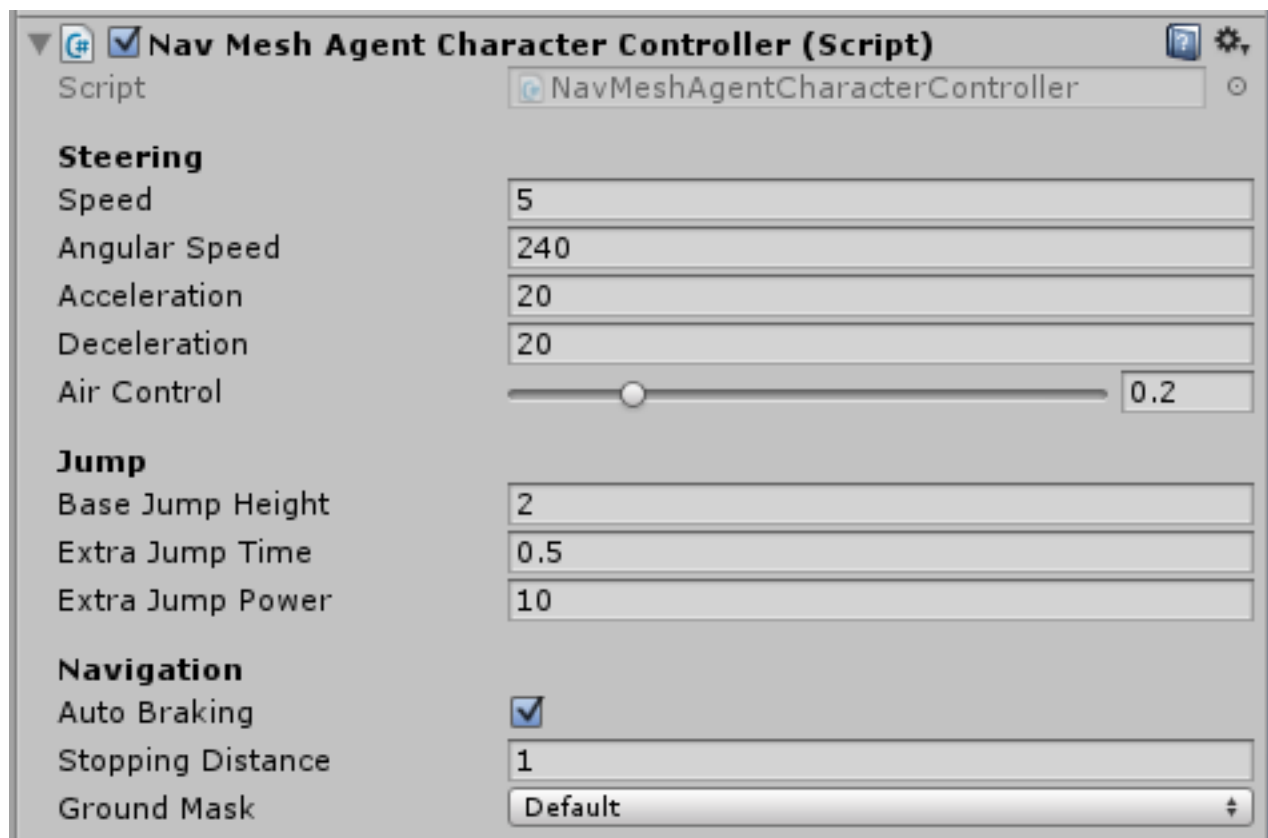 Nav Mesh Agent Character Controller (Script)
Script NavMeshAgentCharacterController
Steering
Speed 5
Angular Speed 240
Acceleration 20
Deceleration 20
Air Control 0.2
Jump
Base Jump Height 2
Extra Jump Time 0.5
Extra Jump Power 10
Navigation
Auto Braking
Stopping Distance 1
Ground Mask Default